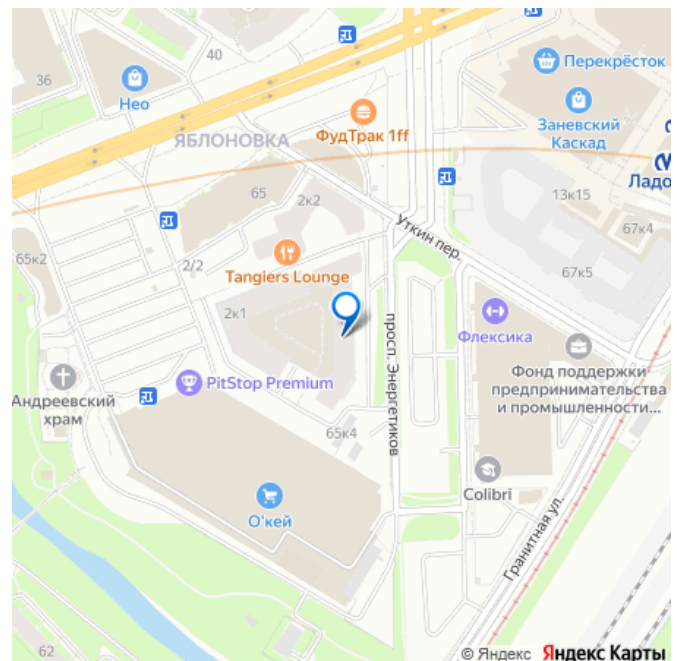 40
36
Нео
Перекрёсток
ФудТрак 1ff
Заневский
Каскад
ЯБЛОНОВКА
Ладо
65
2к2
13к15
67к4
Уткин пер.
65к2
2/2
Tangiers Lounge
67к5
2к1
просп. Энергетиков
Флексика
Фонд поддержки
предпринимательства
и промышленности...
Андреевский
храм
PitStop Premium
65к4
Colibri
О'кей
Гранитная ул.
62
© Яндекс Яндекс Карты